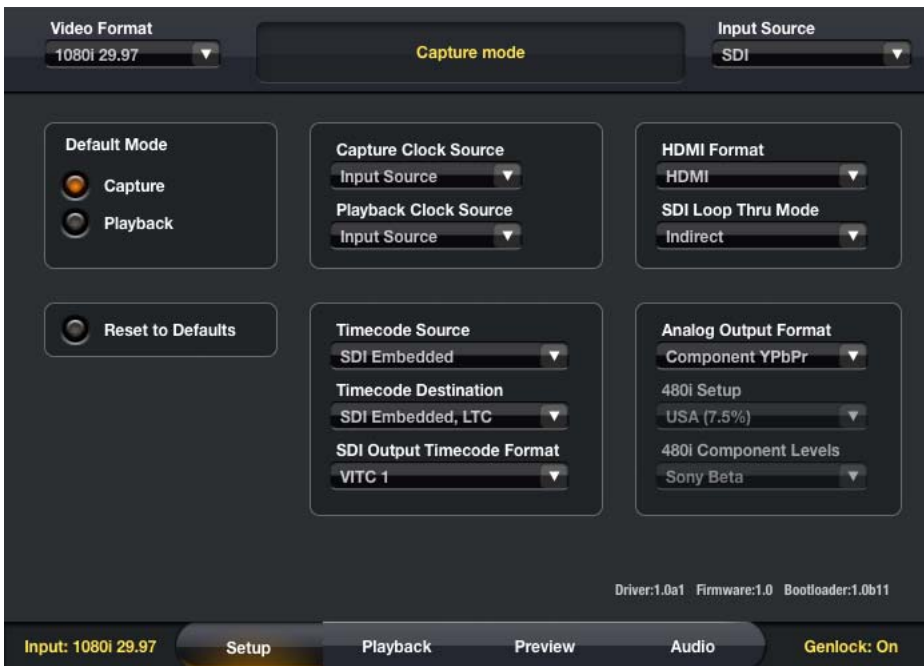 Video Format
1080i 29.97
Capture mode
Input Source
SDI
Default Mode
Capture
Playback
Capture Clock Source
Input Source
Playback Clock Source
Input Source
HDMI Format
HDMI
SDI Loop Thru Mode
Indirect
Reset to Defaults
Timecode Source
SDI Embedded
Timecode Destination
SDI Embedded, LTC
SDI Output Timecode Format
VITC 1
Analog Output Format
Component YPbPr
480i Setup
USA (7.5%)
480i Component Levels
Sony Beta
Driver:1.0a1 Firmware:1.0 Bootloader:1.0b11
Input: 1080i 29.97
Setup
Playback
Preview
Audio
Genlock: On